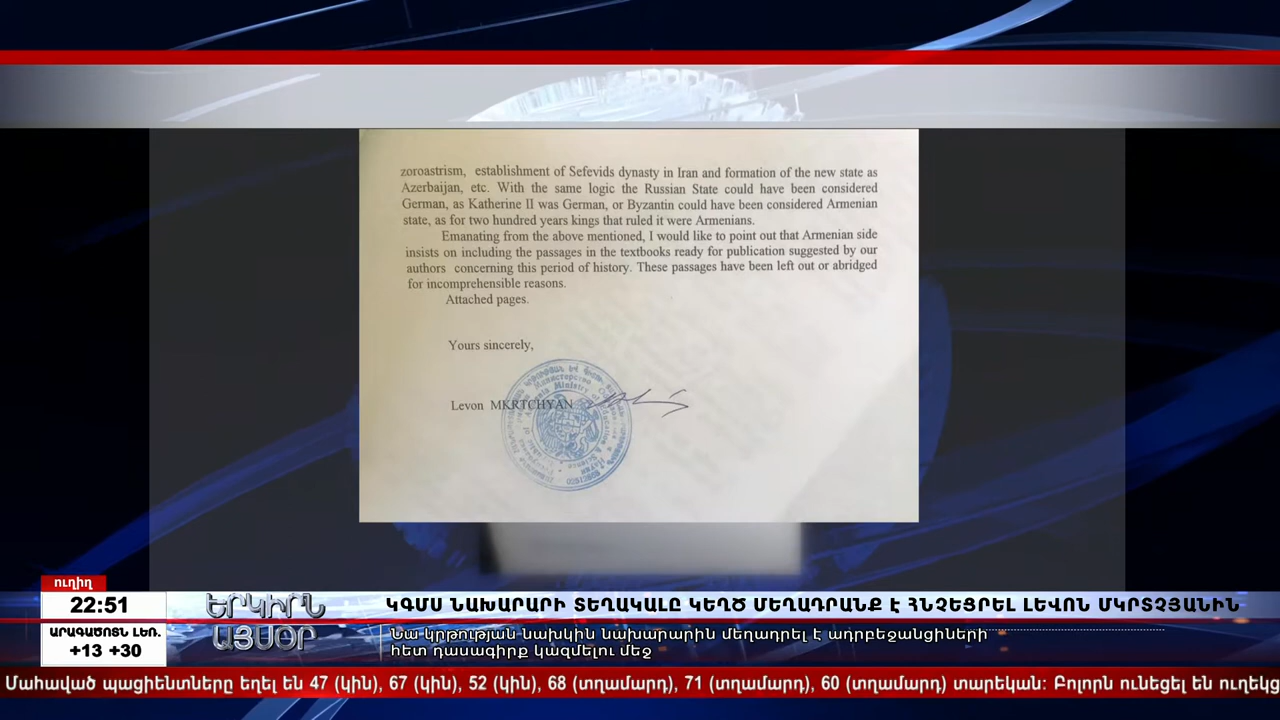 zoroastrism, establishment of Sefevids dynasty in Iran and formation of the new state as
Azerbaijan, etc. With the same logic the Russian State could have been considered
German, as Katherine II was German, or Byzantin could have been considered Armenian
state, as for two hundred years kings that ruled it were Armenians.
Emanating from the above mentioned, I would like to point out that Armenian side
insists on including the passages in the textbooks ready for publication suggested by our
authors concerning this period of history. These passages have been left out or abridged
for incomprehensible reasons.
Attached pages.
Yours sincerely,
Levon MKRTCHYAN
ուղիղ
22:51
ԱՐԱԳԱԾՈՏՆ ԼԵՌ.
+13 +30
ԵՐԿԻՐՆ
ԱՅՍՕՐ
ԿԳՄՍ ՆԱԽԱՐԱՐԻ ՏԵՂԱԿԱԼԸ ԿԵՂԾ ՄԵՂԱԴՐԱՆՔ է ՀՆՉԵՑՐԵԼ ԼԵՎՈՆ ՄԿՐՏՉՅԱՆԻՆ
Նա կրթության նախկին նախարարին մեղադրել է ադրբեջանցիների
հետ դասագիրք կազմելու մեջ
Մահաված պացիենտները եղել են 47 (կին), 67 (կին), 52 (կին), 68 (տղամարդ), 71 (տղամարդ), 60 (տղամարդ) տարեկան: Բոլորն ունեցել են ուղեկց